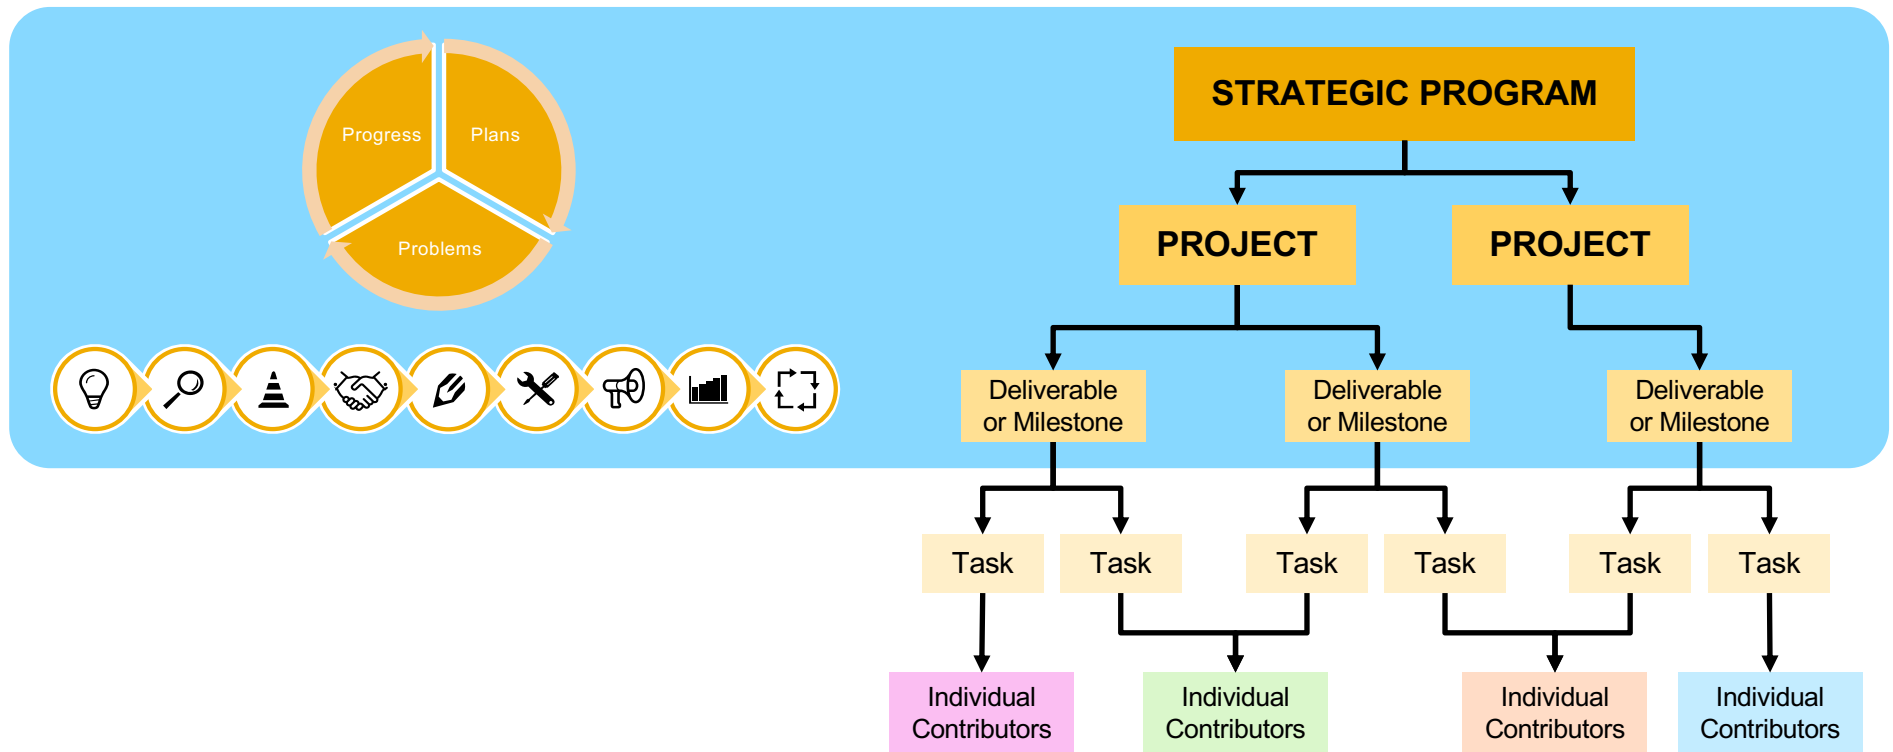 Progress
Plans
Problems
STRATEGIC PROGRAM
PROJECT
PROJECT
Deliverable
or Milestone
Deliverable
or Milestone
Deliverable
or Milestone
Task
Task
Task
Task
Task
Task
Individual
Contributors
Individual
Contributors
Individual
Contributors
Individual
Contributors